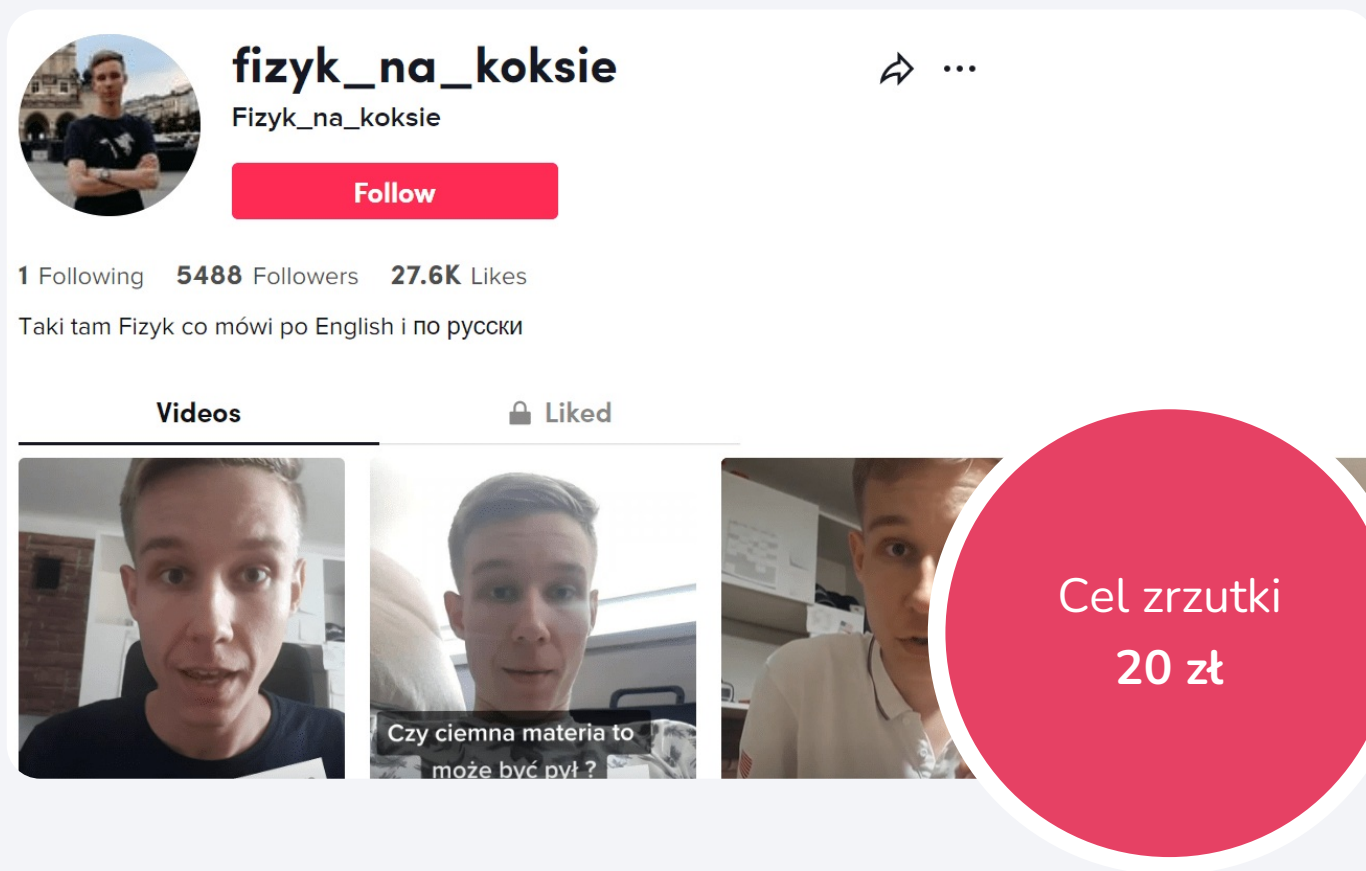 fizyk_na_koksie
Fizyk_na_koksie
Follow
1 Following 5488 Followers 27.6K Likes
Taki tam Fizyk co mówi po English i по русски
Videos Liked
Czy ciemna materia to
może być pył ?
Cel zrzutki
20 zł